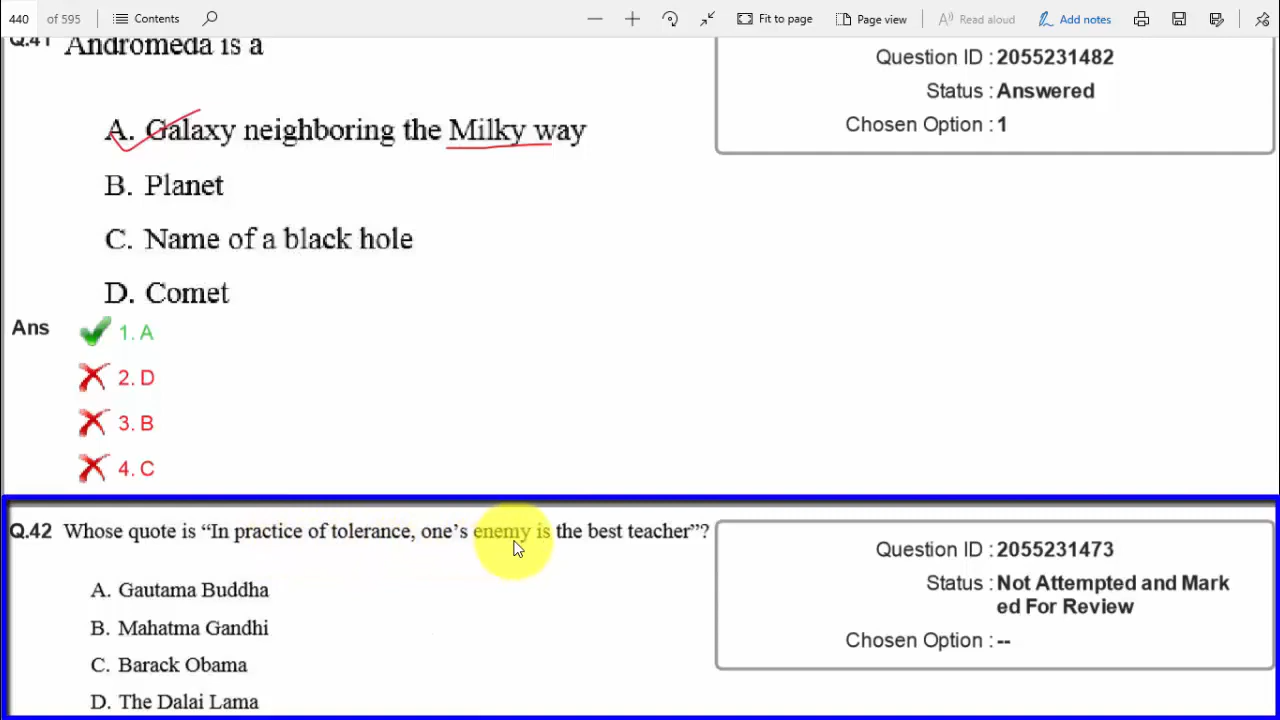 440 of 595 Contents Fit to page Page view Read aloud Add notes
Q.41 Andromeda is a
Question ID : 2055231482
Status : Answered
Chosen Option : 1
A. Galaxy neighboring the Milky way
B. Planet
C. Name of a black hole
D. Comet
Ans
1. A
2. D
3. B
4. C
Q.42 Whose quote is “In practice of tolerance, one’s enemy is the best teacher”?
Question ID : 2055231473
Status : Not Attempted and Mark
ed For Review
Chosen Option : --
A. Gautama Buddha
B. Mahatma Gandhi
C. Barack Obama
D. The Dalai Lama